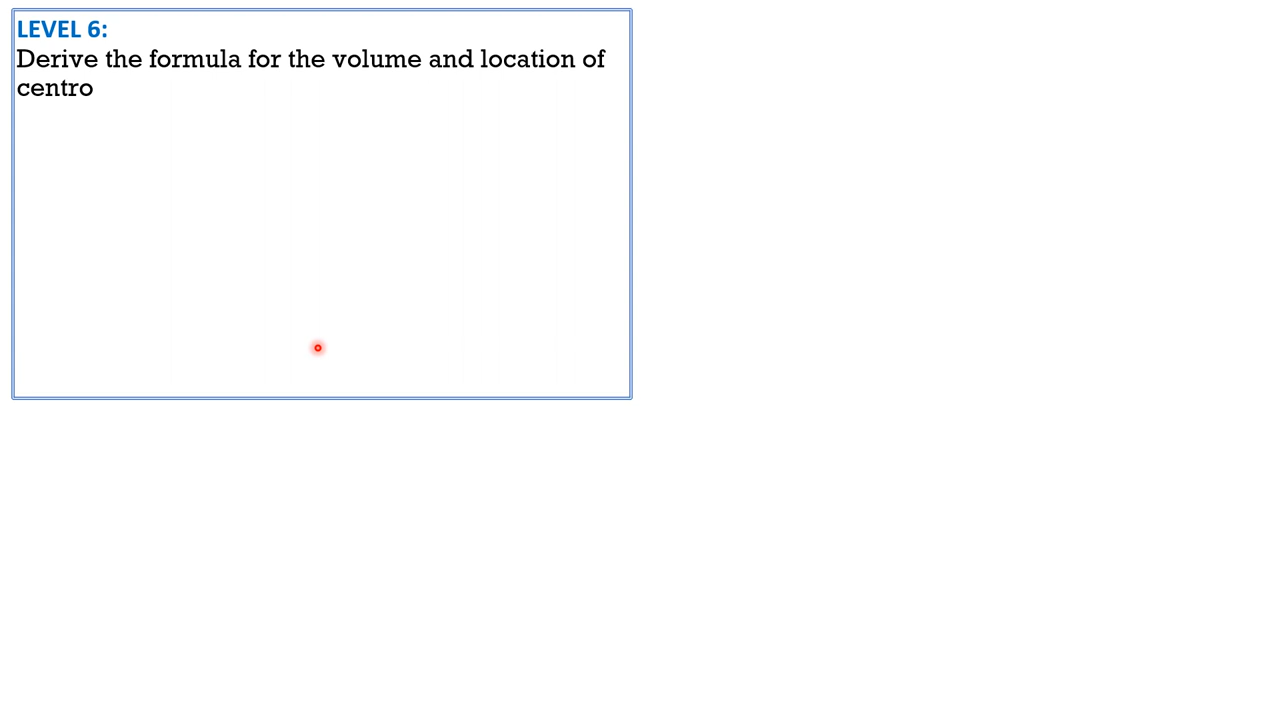 LEVEL 6:
Derive the formula for the volume and location of
centro